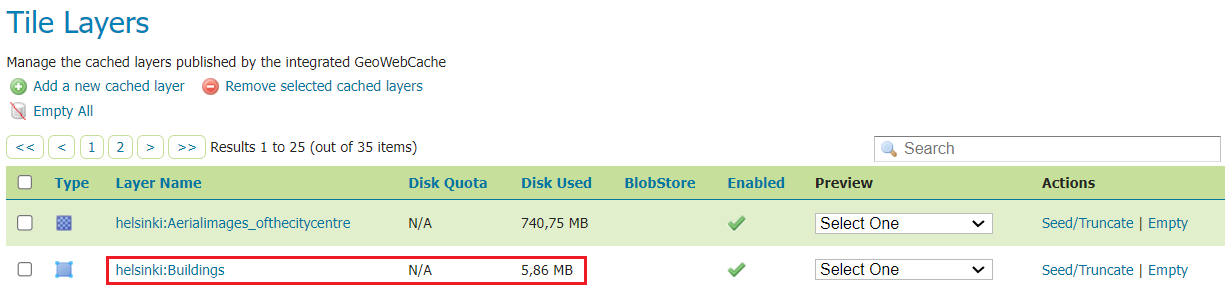 Tile Layers
Manage the cached layers published by the integrated GeoWebCache
Add a new cached layer Remove selected cached layers
Empty All
<< < 1 2 > >> Results 1 to 25 (out of 35 items) Search
Type Layer Name Disk Quota Disk Used BlobStore Enabled Preview Actions
helsinki:Aerialimages_ofthecitycentre N/A 740,75 MB Select One Seed/Truncate | Empty
helsinki:Buildings N/A 5,86 MB Select One Seed/Truncate | Empty